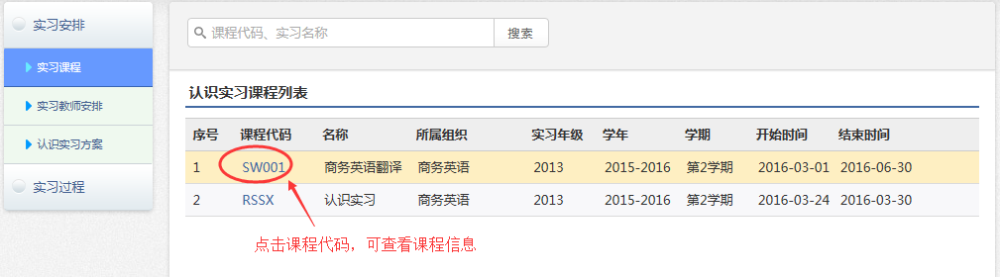 实习安排
实习课程
实习教师安排
认识实习方案
实习过程
课程代码、实习名称 搜索
认识实习课程列表
序号 课程代码 名称 所属组织 实习年级 学年 学期 开始时间 结束时间
1 SW001 商务英语翻译 商务英语 2013 2015-2016 第2学期 2016-03-01 2016-06-30
2 RSSX 认识实习 商务英语 2013 2015-2016 第2学期 2016-03-24 2016-03-30
点击课程代码，可查看课程信息